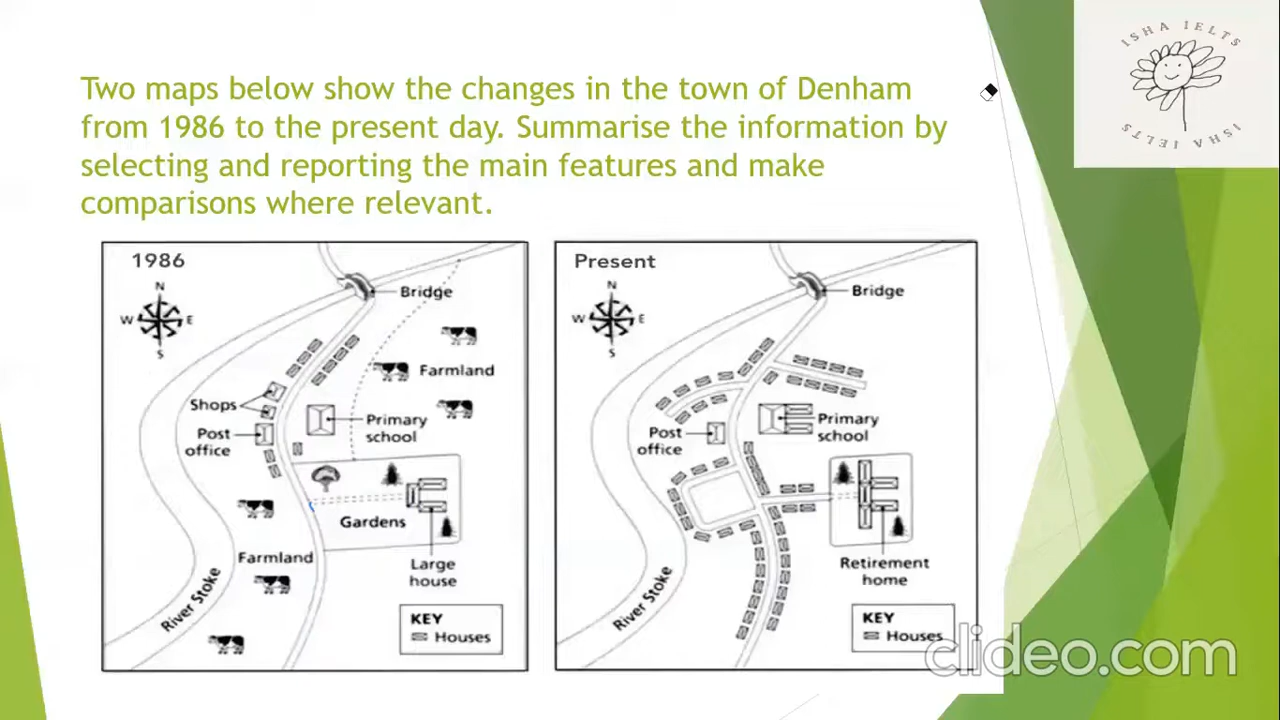 ISHA IELTS
ISHA IELTS
Two maps below show the changes in the town of Denham
from 1986 to the present day. Summarise the information by
selecting and reporting the main features and make
comparisons where relevant.
1986
N
W E
S
Bridge
Farmland
Shops
Primary
school
Post
office
Gardens
Farmland
Large
house
River Stoke
KEY
Houses
Present
N
W E
S
Bridge
Primary
school
Post
office
Retirement
home
River Stoke
KEY
Houses
clideo.com